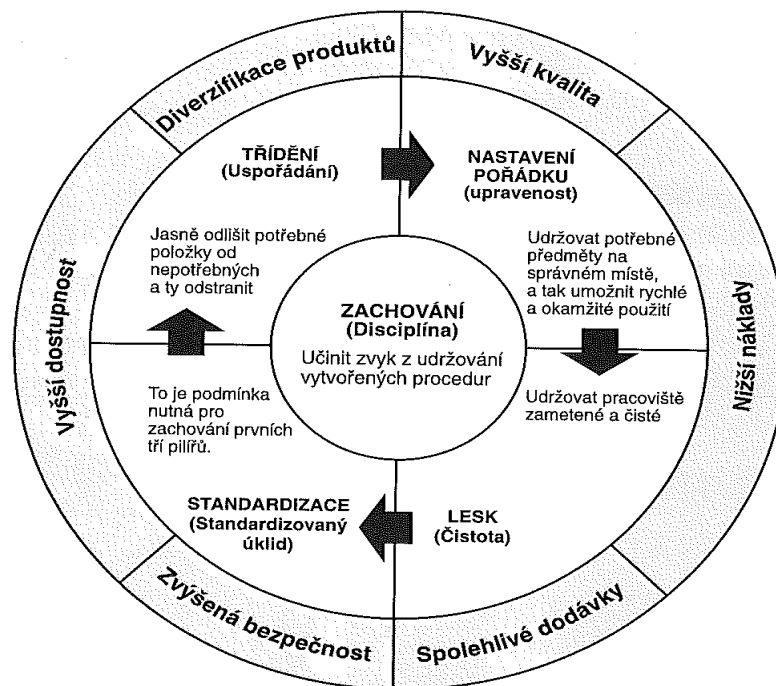 Diverzifikace produktů
Vyšší kvalita
Nižší náklady
Spolehlivé dodávky
Zvýšená bezpečnost
Vyšší dostupnost
TŘÍDĚNÍ
(Uspořádání)
Jasně odlišit potřebné
položky od
nepotřebných
a ty odstranit
NASTAVENÍ
POŘÁDKU
(upravenost)
Udržovat potřebné
předměty na
správném místě,
a tak umožnit rychlé
a okamžité použití
ZACHOVÁNÍ
(Disciplína)
Učinit zvyk z udržování
vytvořených procedur
Udržovat pracoviště
zametené a čisté
LESK
(Čistota)
To je podmínka
nutná pro
zachování prvních
tří pilířů.
STANDARDIZACE
(Standardizovaný
úklid)